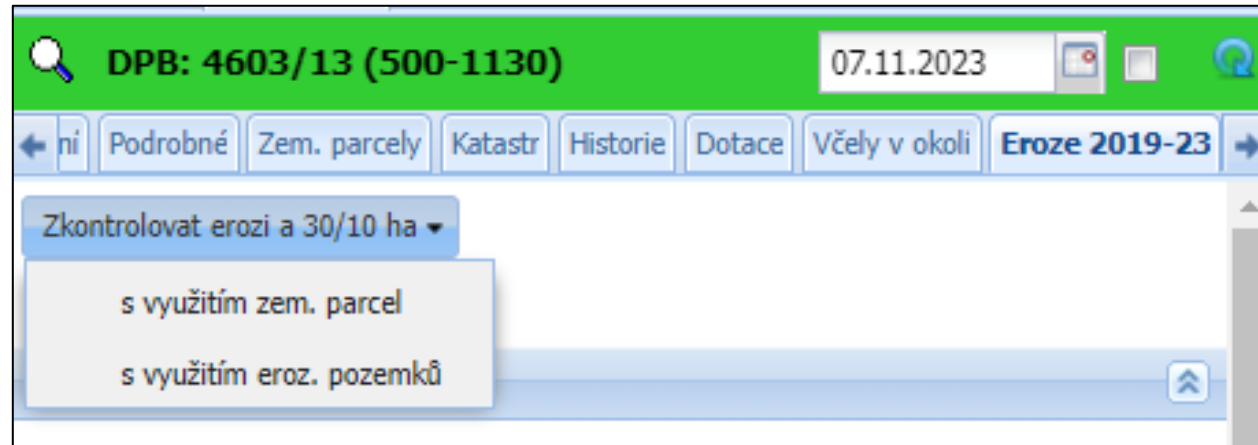 DPB: 4603/13 (500-1130) 07.11.2023
ní Podrobné Zem. parcely Katastr Historie Dotace Včely v okoli Eroze 2019-23
Zkontrolovat erozi a 30/10 ha
s využitím zem. parcel
s využitím eroz. pozemků